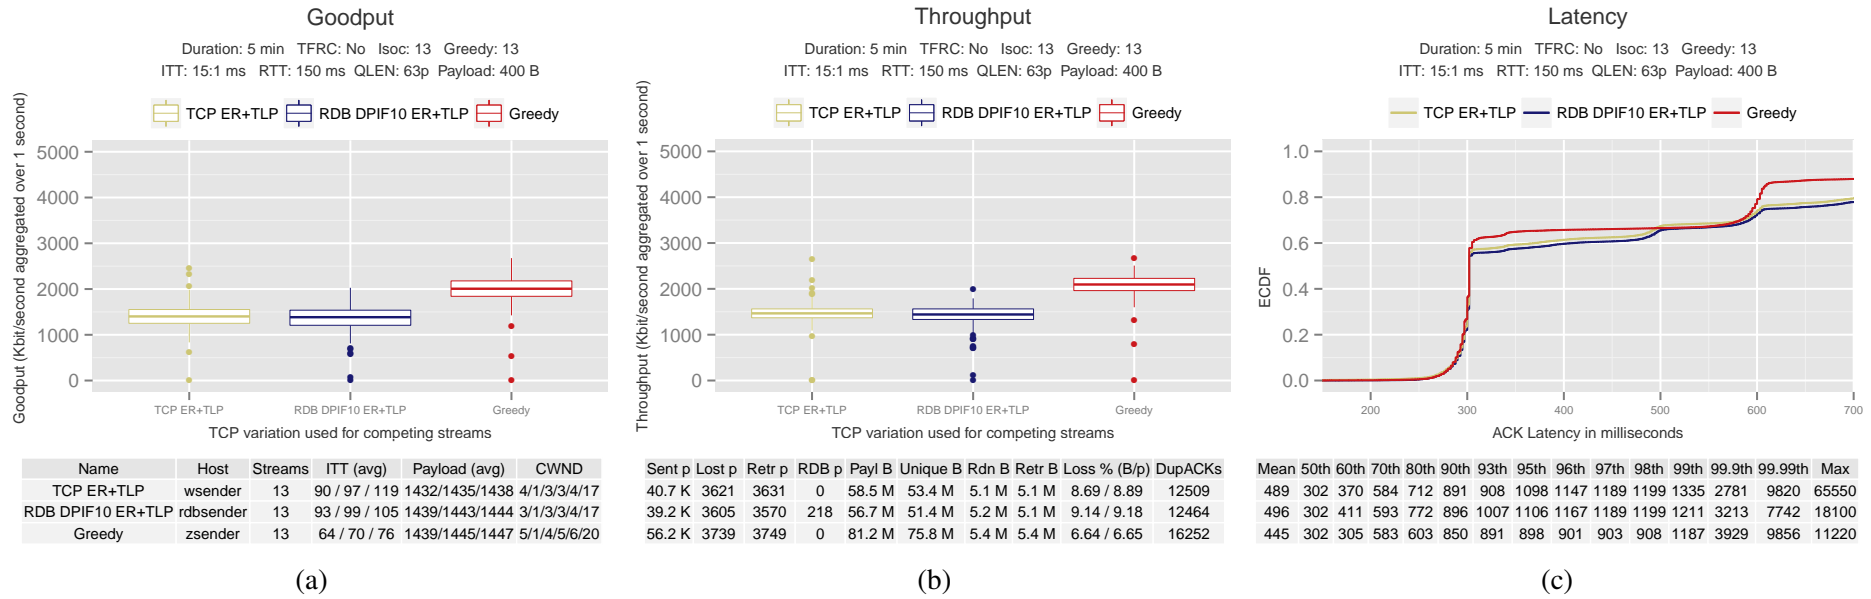 Goodput
Duration: 5 min TFRC: No Isoc: 13 Greedy: 13
ITT: 15:1 ms RTT: 150 ms QLEN: 63p Payload: 400 B
TCP ER+TLP RDB DPIF10 ER+TLP Greedy
Goodput (Kbit/second aggregated over 1 second)
5000
4000
3000
2000
1000
0
TCP ER+TLP RDB DPIF10 ER+TLP Greedy
TCP variation used for competing streams
Name Host Streams ITT (avg) Payload (avg) CWND
TCP ER+TLP wsender 13 90 / 97 / 119 1432/1435/1438 4/1/3/3/4/17
RDB DPIF10 ER+TLP rdbsender 13 93 / 99 / 105 1439/1443/1444 3/1/3/3/4/17
Greedy zsender 13 64 / 70 / 76 1439/1445/1447 5/1/4/5/6/20
(a)
Throughput
Duration: 5 min TFRC: No Isoc: 13 Greedy: 13
ITT: 15:1 ms RTT: 150 ms QLEN: 63p Payload: 400 B
TCP ER+TLP RDB DPIF10 ER+TLP Greedy
Throughput (Kbit/second aggregated over 1 second)
5000
4000
3000
2000
1000
0
TCP ER+TLP RDB DPIF10 ER+TLP Greedy
TCP variation used for competing streams
Sent p Lost p Retr p RDB p Payl B Unique B Rdn B Retr B Loss % (B/p) DupACKs
40.7 K 3621 3631 0 58.5 M 53.4 M 5.1 M 5.1 M 8.69 / 8.89 12509
39.2 K 3605 3570 218 56.7 M 51.4 M 5.2 M 5.1 M 9.14 / 9.18 12464
56.2 K 3739 3749 0 81.2 M 75.8 M 5.4 M 5.4 M 6.64 / 6.65 16252
(b)
Latency
Duration: 5 min TFRC: No Isoc: 13 Greedy: 13
ITT: 15:1 ms RTT: 150 ms QLEN: 63p Payload: 400 B
TCP ER+TLP RDB DPIF10 ER+TLP Greedy
ECDF
1.0
0.8
0.6
0.4
0.2
0.0
200 300 400 500 600 700
ACK Latency in milliseconds
Mean 50th 60th 70th 80th 90th 93th 95th 96th 97th 98th 99th 99.9th 99.99th Max
489 302 370 584 712 891 908 1098 1147 1189 1199 1335 2781 9820 65550
496 302 411 593 772 896 1007 1106 1167 1189 1199 1211 3213 7742 18100
445 302 305 583 603 850 891 898 901 903 908 1187 3929 9856 11220
(c)